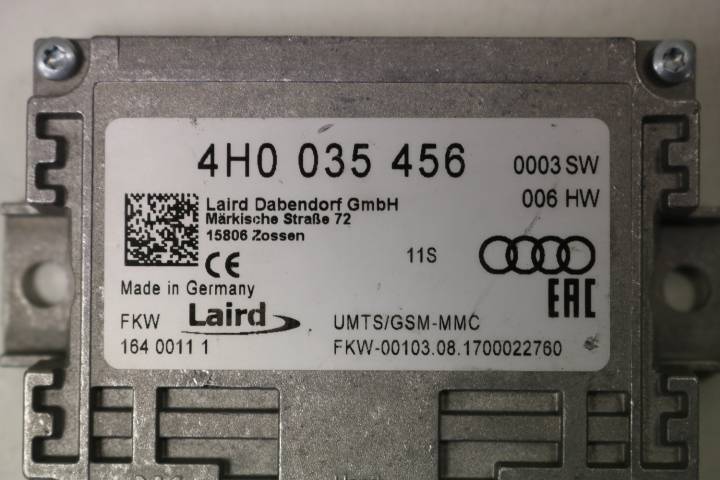 4H0 035 456
0003 SW
006 HW
Laird Dabendorf GmbH
Märkische Straße 72
15806 Zossen
CE
11S
Made in Germany
EAC
FKW
Laird
UMTS/GSM-MMC
164 0011 1
FKW-00103.08.1700022760